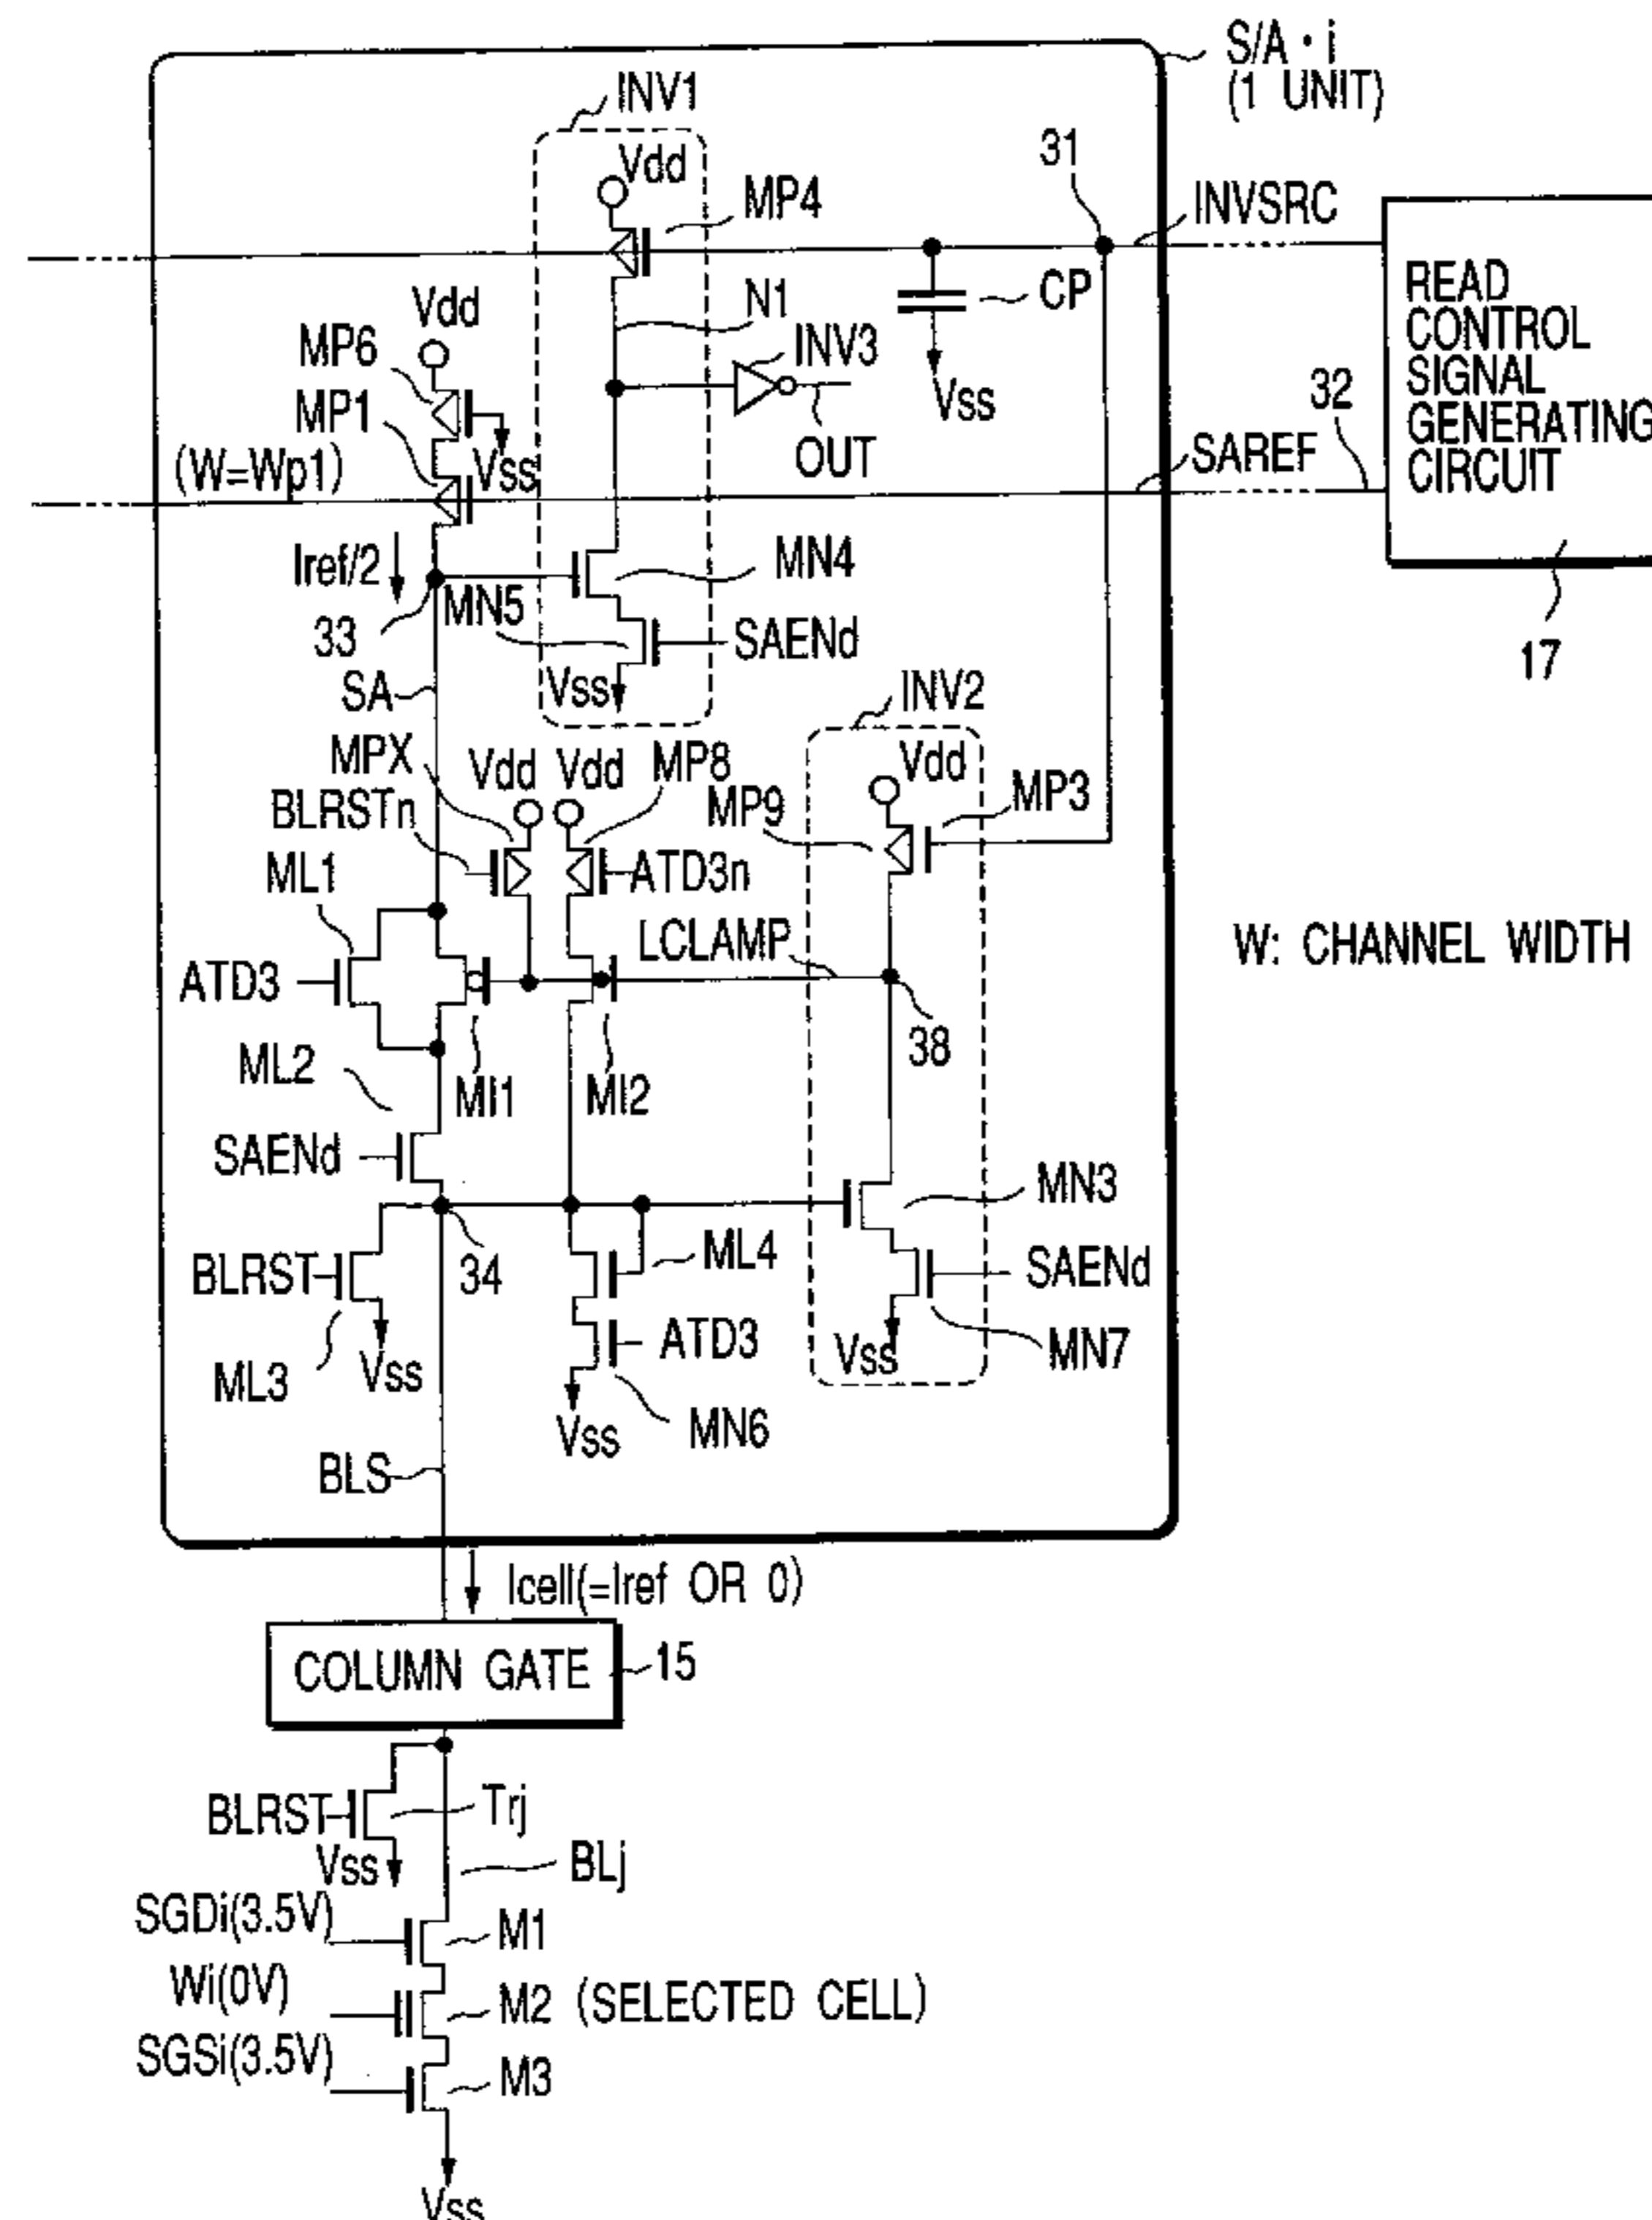 S/A・i
(1 UNIT)
INV1
Vdd
MP4
31
INVSRC
READ
CONTROL
SIGNAL
GENERATING
CIRCUIT
N1
CP
Vdd
MP6
INV3
Vss
MP1
32
(W=Wp1)
Vss
OUT
SAREF
Iref/2
MN4
MN5
33
SAENd
17
SA
Vss
INV2
MPX
Vdd
Vdd
MP8
Vdd
BLRSTn
MP9
MP3
ML1
ATD3n
LCLAMP
W: CHANNEL WIDTH
ATD3
38
ML2
MI1
MI2
SAENd
MN3
34
ML4
BLRST
SAENd
ATD3
Vss
MN7
ML3
Vss
Vss
MN6
BLS
Icell(=Iref OR 0)
COLUMN GATE
15
BLRST
Trj
Vss
BLj
SGDi(3.5V)
M1
Wi(0V)
M2 (SELECTED CELL)
SGSi(3.5V)
M3
Vss